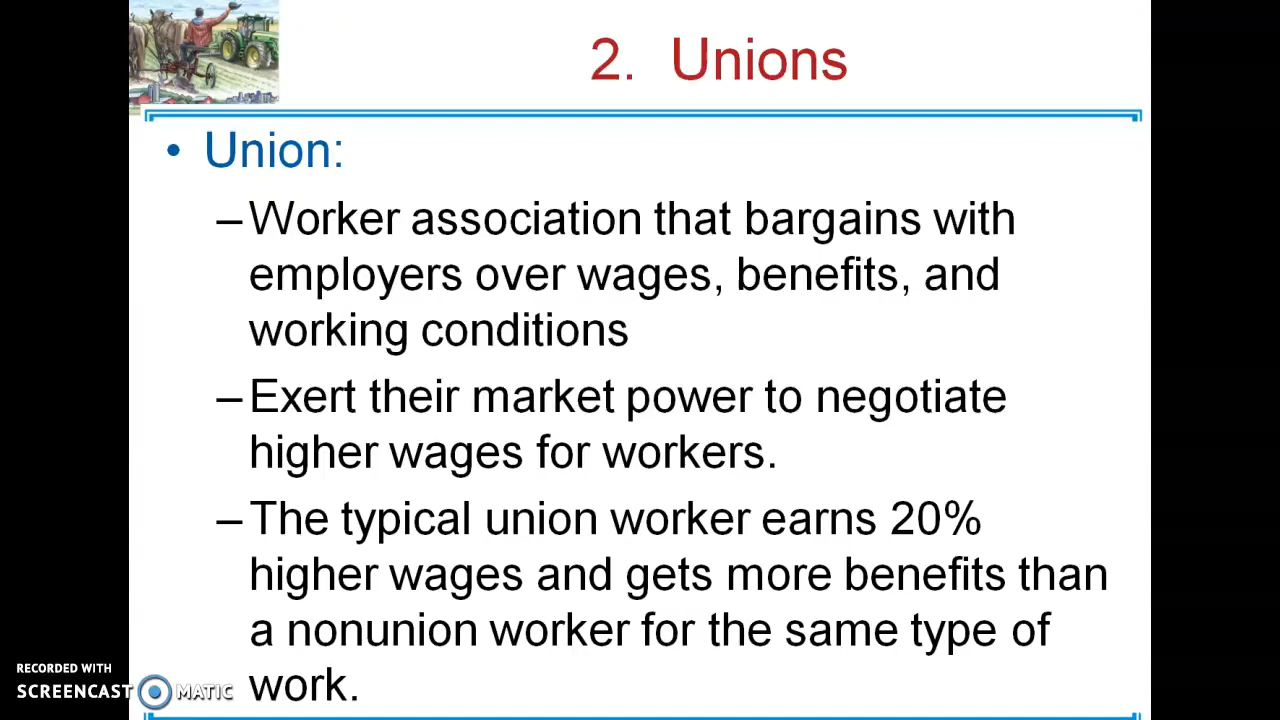 2. Unions
• Union:
–Worker association that bargains with
employers over wages, benefits, and
working conditions
–Exert their market power to negotiate
higher wages for workers.
–The typical union worker earns 20%
higher wages and gets more benefits than
a nonunion worker for the same type of
work.
RECORDED WITH
SCREENCAST MATIC